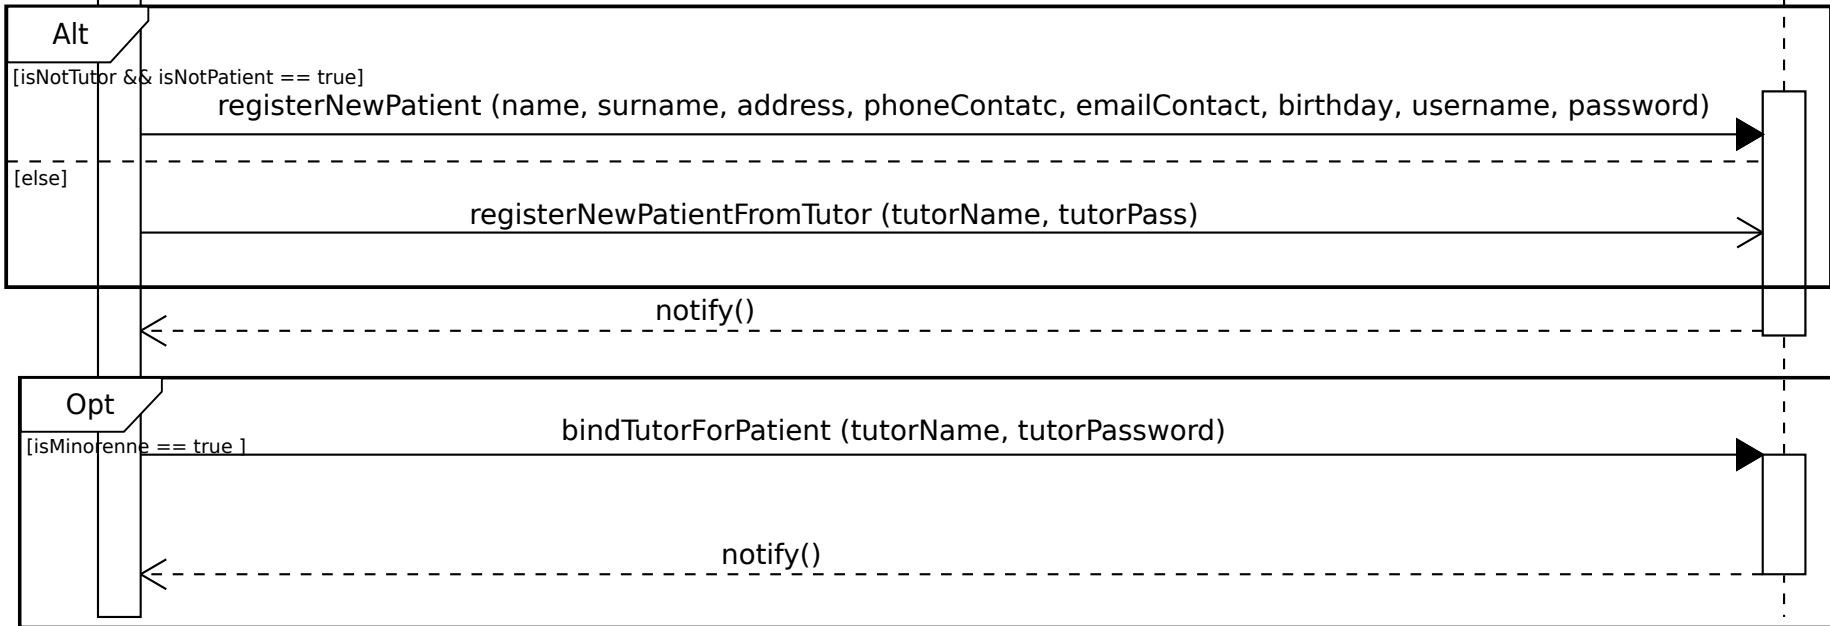 Alt
[isNotTutor && isNotPatient == true]
registerNewPatient (name, surname, address, phoneContatc, emailContact, birthday, username, password)
[else]
registerNewPatientFromTutor (tutorName, tutorPass)
notify()
Opt
bindTutorForPatient (tutorName, tutorPassword)
[isMinorenne == true ]
notify()